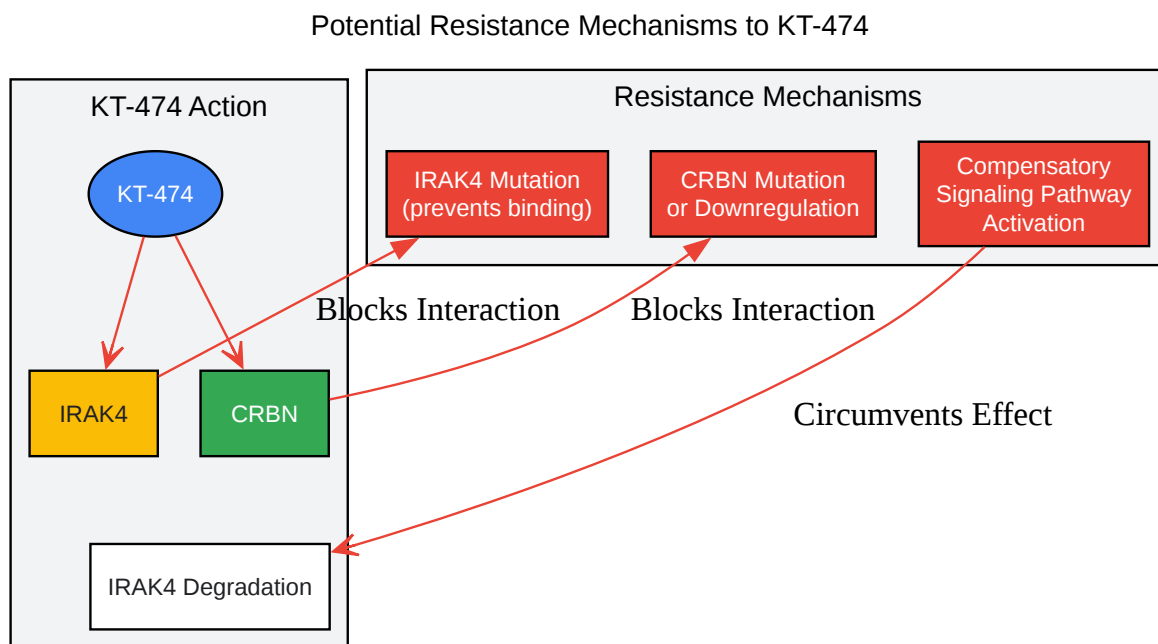 Potential Resistance Mechanisms to KT-474
KT-474 Action
KT-474
IRAK4
CRBN
IRAK4 Degradation
Resistance Mechanisms
IRAK4 Mutation
(prevents binding)
CRBN Mutation
or Downregulation
Compensatory
Signaling Pathway
Activation
Blocks Interaction
Blocks Interaction
Circumvents Effect